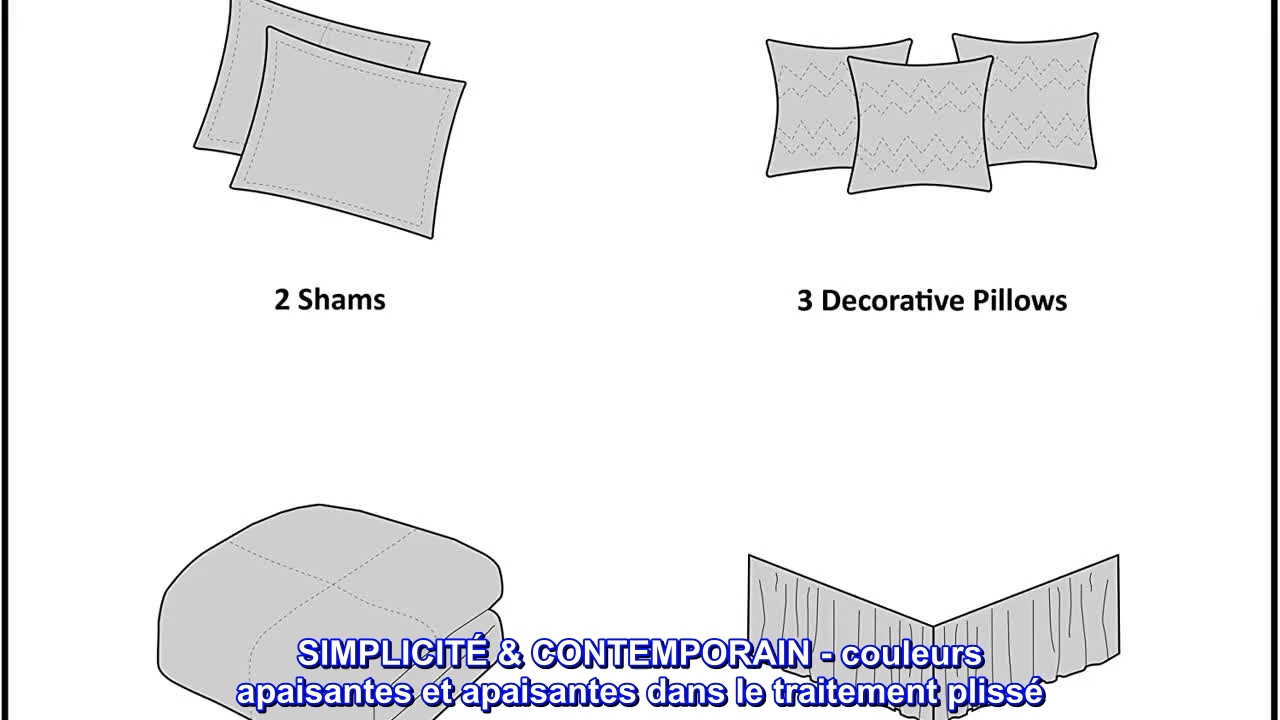 2 Shams
3 Decorative Pillows
SIMPLICITÉ & CONTEMPORAIN - couleurs
apaisantes et apaisantes dans le traitement plissé